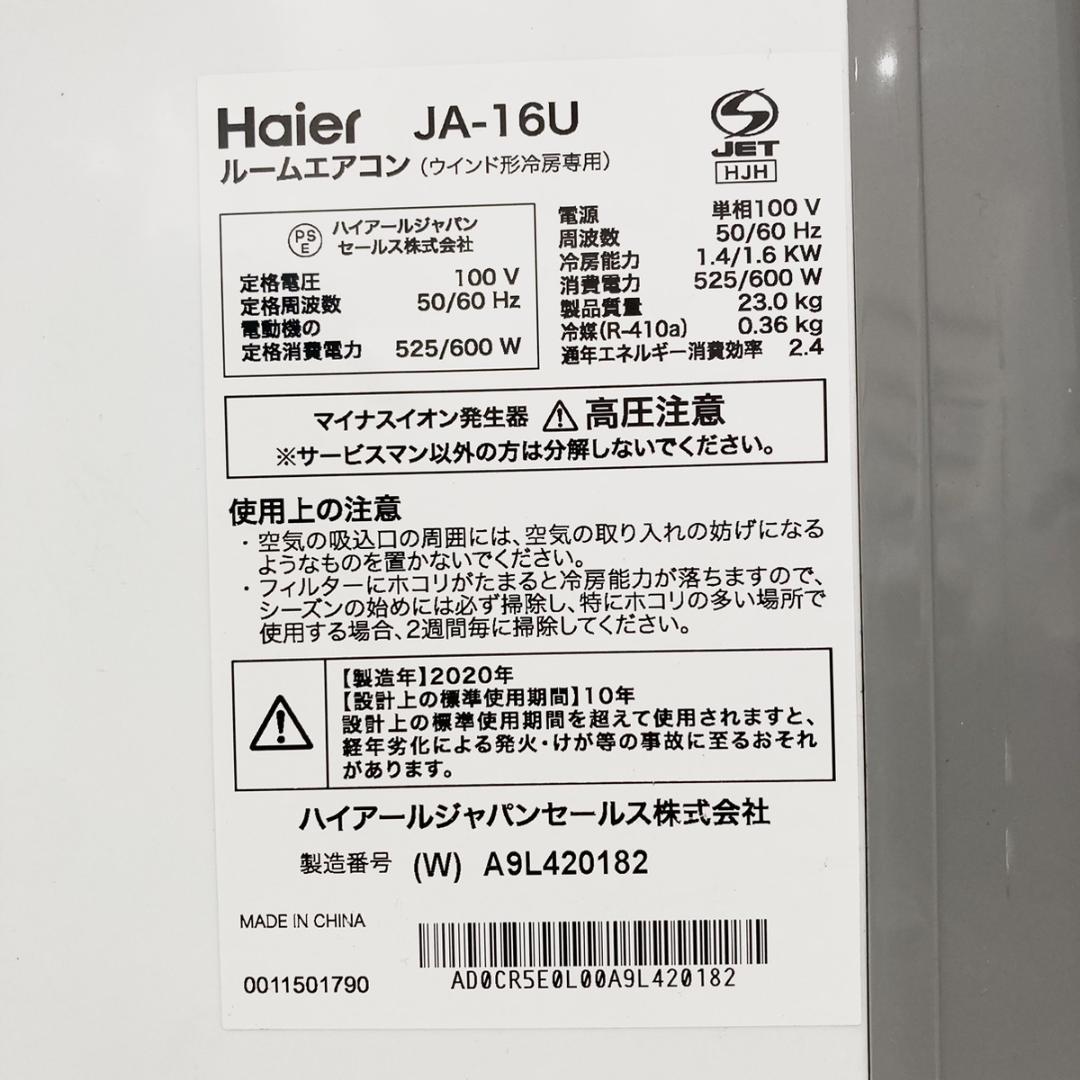 Haier JA-16U
ルームエアコン (ウインド形冷房専用)
JET
HJH
PS
E
ハイアールジャパン
セールス株式会社
定格電圧 100 V
定格周波数 50/60 Hz
電動機の
定格消費電力 525/600 W
電源 単相100 V
周波数 50/60 Hz
冷房能力 1.4/1.6 KW
消費電力 525/600 W
製品質量 23.0 kg
冷媒(R-410a) 0.36 kg
通年エネルギー消費効率 2.4
マイナスイオン発生器 ⚠ 高圧注意
※サービスマン以外の方は分解しないでください。
使用上の注意
・空気の吸込口の周囲には、空気の取り入れの妨げになる
ようなものを置かないでください。
・フィルターにホコリがたまると冷房能力が落ちますので、
シーズンの始めには必ず掃除し、特にホコリの多い場所で
使用する場合、2週間毎に掃除してください。
【製造年】2020年
【設計上の標準使用期間】10年
設計上の標準使用期間を超えて使用されますと、
経年劣化による発火・けが等の事故に至るおそれ
があります。
ハイアールジャパンセールス株式会社
製造番号 (W) A9L420182
MADE IN CHINA
0011501790
AD0CR5E0L00A9L420182